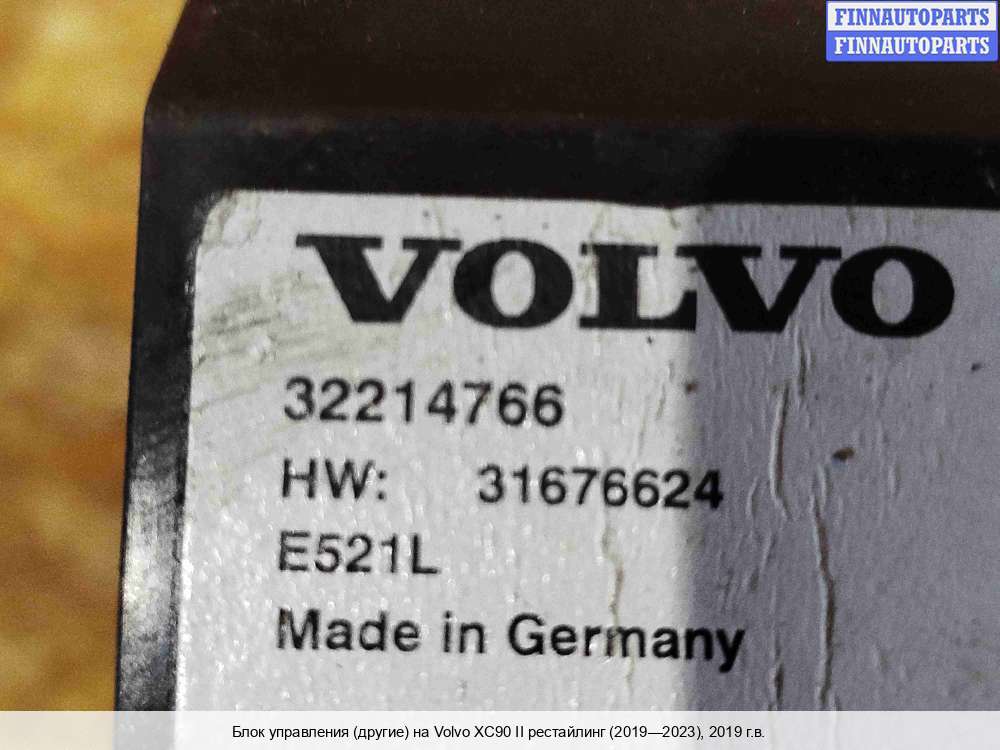 FINNAUTOPARTS
FINNAUTOPARTS
VOLVO
32214766
HW: 31676624
E521L
Made in Germany
Блок управления (другие) на Volvo XC90 II рестайлинг (2019—2023), 2019 г.в.